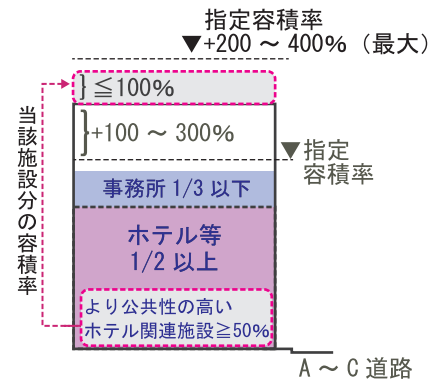 指定容積率
▼+200 ～ 400%（最大）
≦100%
+100 ～ 300%
▼指定
容積率
当該施設分の容積率
事務所 1/3 以下
ホテル等
1/2 以上
より公共性の高い
ホテル関連施設≧50%
A ～ C 道路